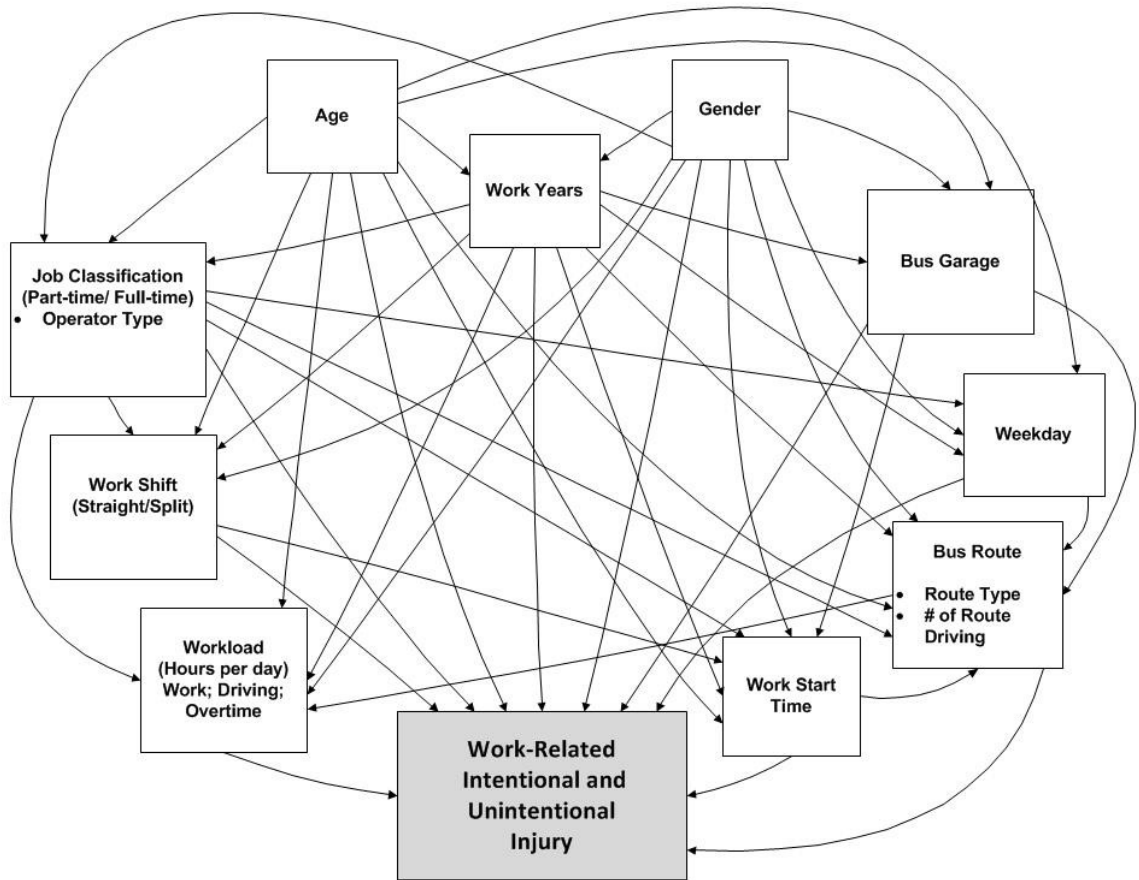 Age
Gender
Work Years
Bus Garage
Job Classification
(Part-time/ Full-time)
• Operator Type
Weekday
Work Shift
(Straight/Split)
Bus Route
• Route Type
• # of Route
Driving
Workload
(Hours per day)
Work; Driving;
Overtime
Work Start
Time
Work-Related
Intentional and
Unintentional
Injury